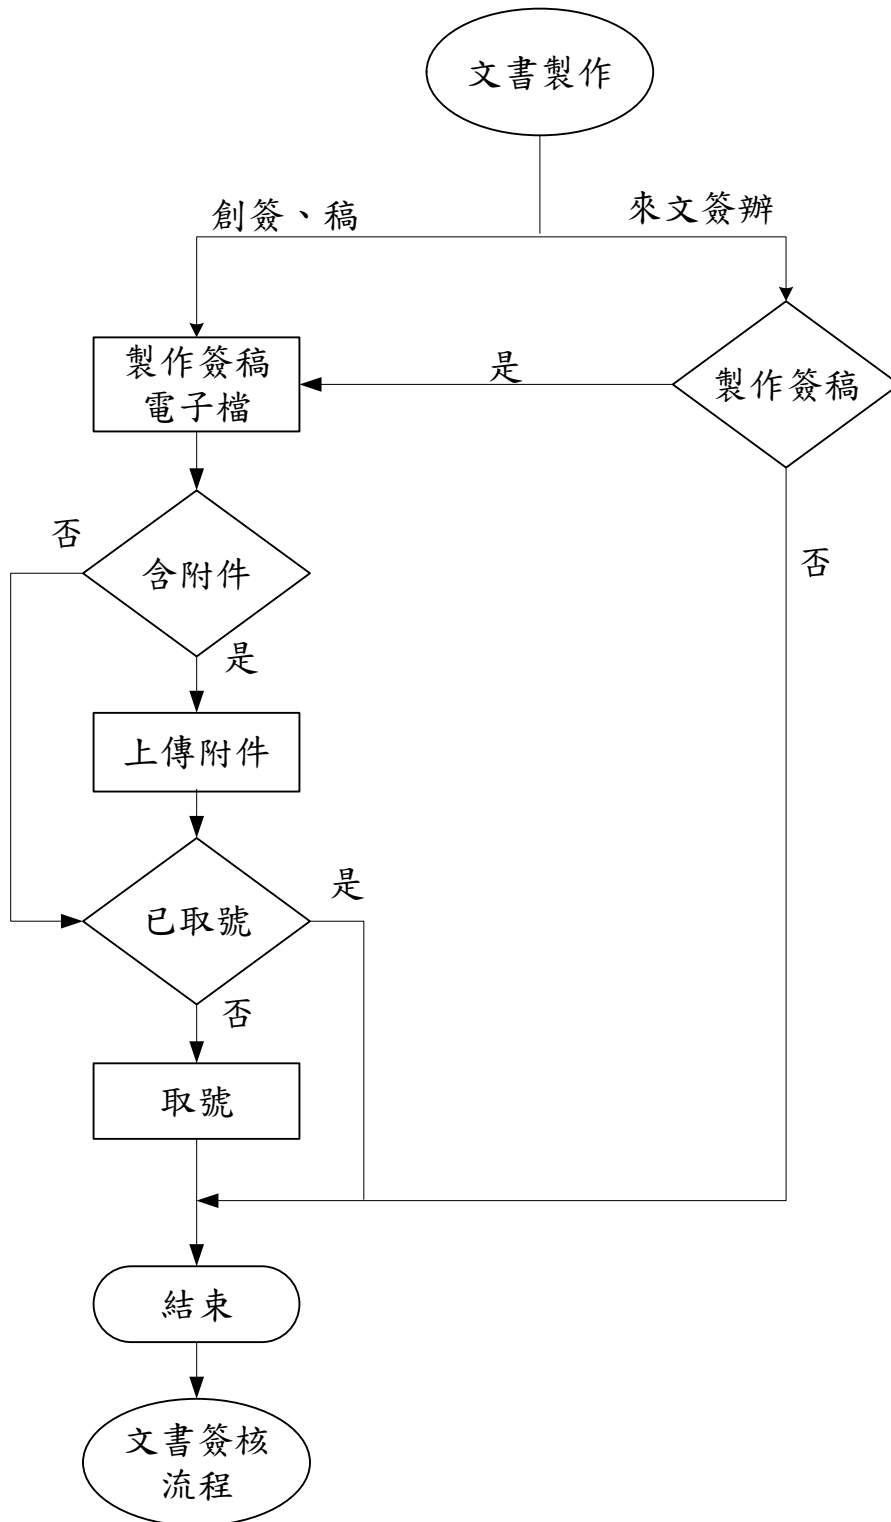 文書製作
創簽、稿
來文簽辦
製作簽稿
電子檔
是
製作簽稿
否
含附件
否
是
上傳附件
已取號
是
否
取號
結束
文書簽核
流程